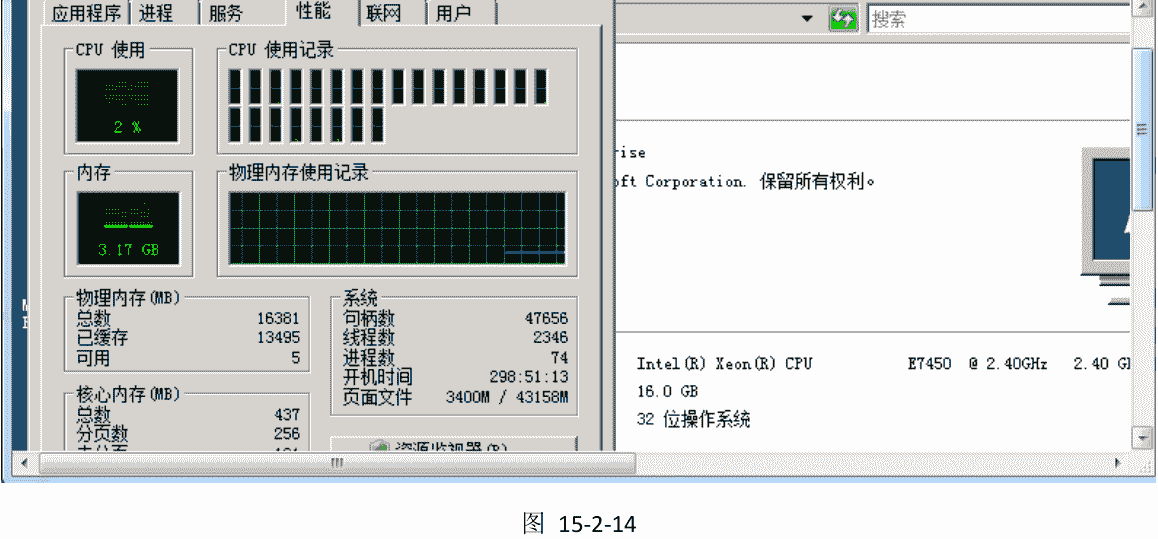 应用程序 进程 服务 性能 联网 用户
搜索
CPU 使用
CPU 使用记录
2 %
内存
物理内存使用记录
3.17 GB
物理内存(MB)
总数 16381
已缓存 13495
可用 5
系统
句柄数 47656
线程数 2346
进程数 74
开机时间 298:51:13
页面文件 3400M / 43158M
核心内存(MB)
总数 437
分页数 256
资源监视器(R)
rise
oft Corporation. 保留所有权利。
Intel(R) Xeon(R) CPU E7450 @ 2.40GHz 2.40
16.0 GB
32 位操作系统
图 15-2-14